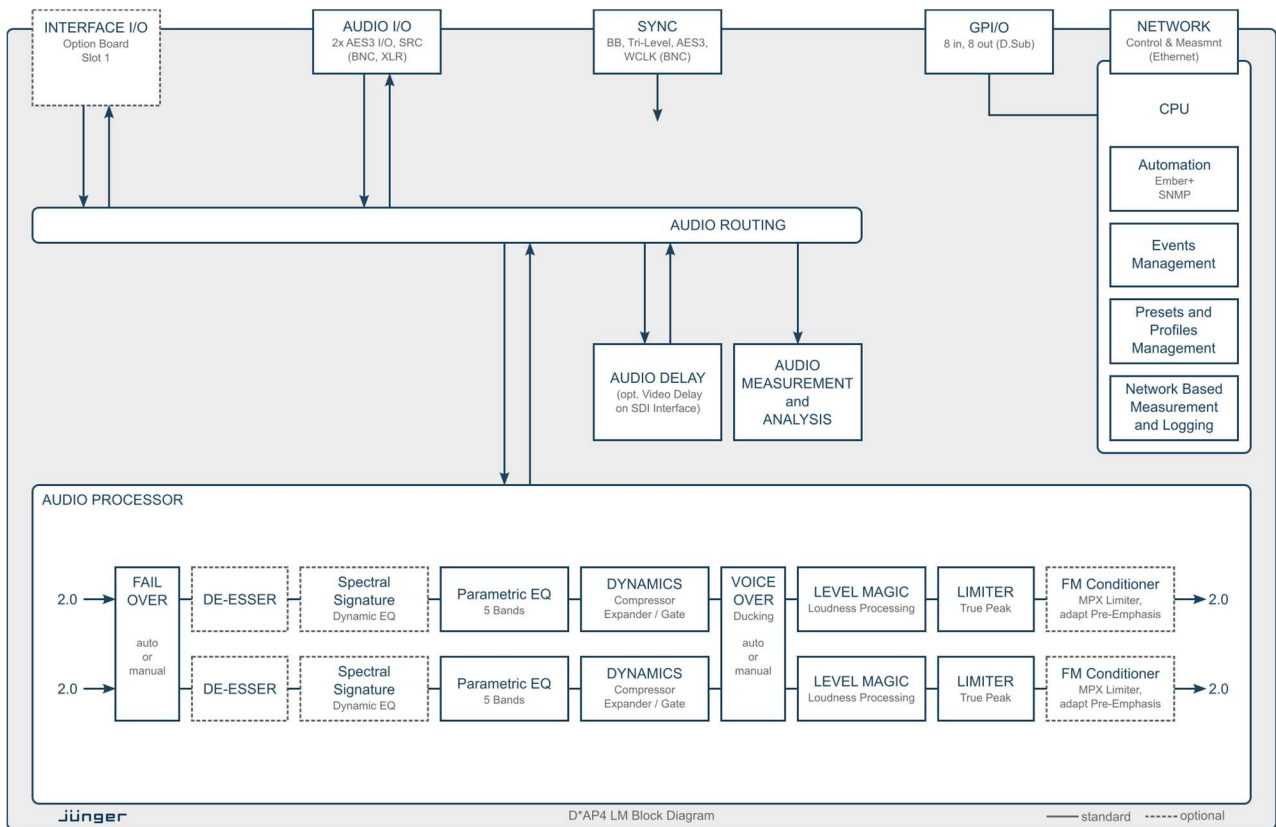 INTERFACE I/O
Option Board
Slot 1
AUDIO I/O
2x AES3 I/O, SRC
(BNC, XLR)
SYNC
BB, Tri-Level, AES3,
WCLK (BNC)
GPI/O
8 in, 8 out (D.Sub)
NETWORK
Control & Measmnt
(Ethernet)
CPU
Automation
Ember+
SNMP
Events
Management
Presets and
Profiles
Management
Network Based
Measurement
and Logging
AUDIO ROUTING
AUDIO DELAY
(opt. Video Delay
on SDI Interface)
AUDIO
MEASUREMENT
and
ANALYSIS
AUDIO PROCESSOR
2.0
FAIL
OVER
auto
or
manual
DE-ESSER
Spectral
Signature
Dynamic EQ
Parametric EQ
5 Bands
DYNAMICS
Compressor
Expander / Gate
VOICE
OVER
Ducking
auto
or
manual
LEVEL MAGIC
Loudness Processing
LIMITER
True Peak
FM Conditioner
MPX Limiter,
adapt Pre-Emphasis
2.0
2.0
DE-ESSER
Spectral
Signature
Dynamic EQ
Parametric EQ
5 Bands
DYNAMICS
Compressor
Expander / Gate
LEVEL MAGIC
Loudness Processing
LIMITER
True Peak
FM Conditioner
MPX Limiter,
adapt Pre-Emphasis
2.0
jünger
D*AP4 LM Block Diagram
standard
optional